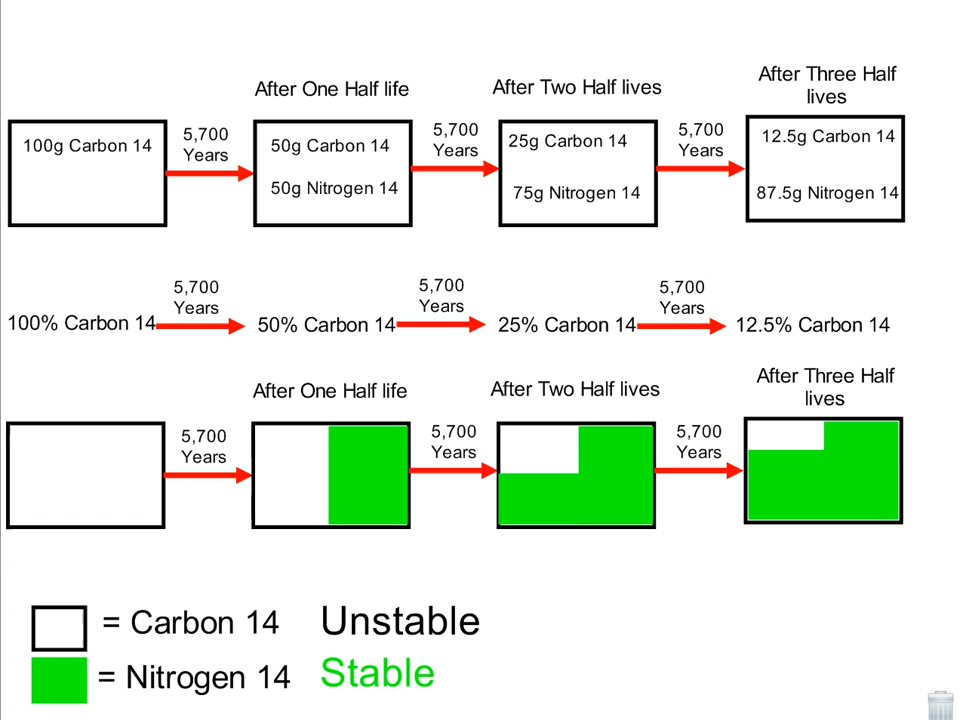 After One Half life
After Two Half lives
After Three Half
lives
100g Carbon 14
5,700
Years
50g Carbon 14
50g Nitrogen 14
5,700
Years
25g Carbon 14
75g Nitrogen 14
5,700
Years
12.5g Carbon 14
87.5g Nitrogen 14
100% Carbon 14
5,700
Years
50% Carbon 14
5,700
Years
25% Carbon 14
5,700
Years
12.5% Carbon 14
After One Half life
After Two Half lives
After Three Half
lives
5,700
Years
5,700
Years
5,700
Years
= Carbon 14 Unstable
= Nitrogen 14 Stable